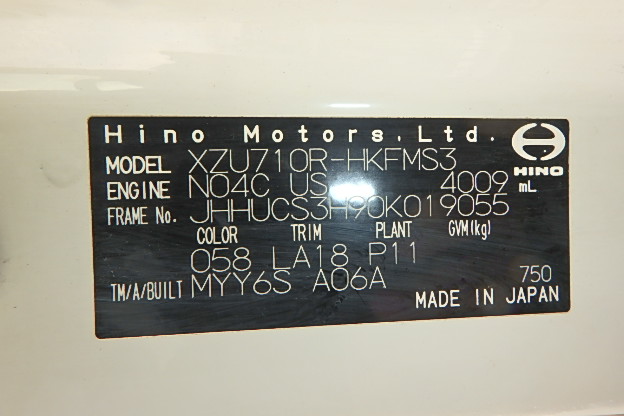 Hino Motors,Ltd.
HINO
MODEL XZU710R-HKFMS3
ENGINE N04C US 4009 mL
FRAME No. JHHUCS3H90K019055
COLOR TRIM PLANT GVM(kg)
058 LA18 P11
TM/A/BUILT MYY6S A06A 750
MADE IN JAPAN